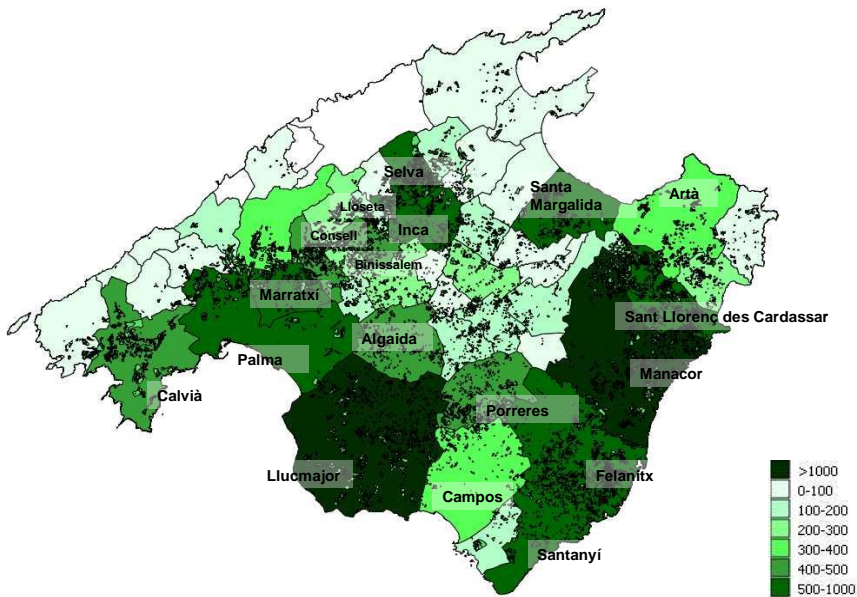 Selva
Santa
Margalida
Artà
Lloseta
Consell
Inca
Binissalem
Marratxí
Sant Llorenç des Cardassar
Algaida
Palma
Manacor
Calvià
Porreres
Llucmajor
Campos
Felanitx
Santanyí
>1000
0-100
100-200
200-300
300-400
400-500
500-1000